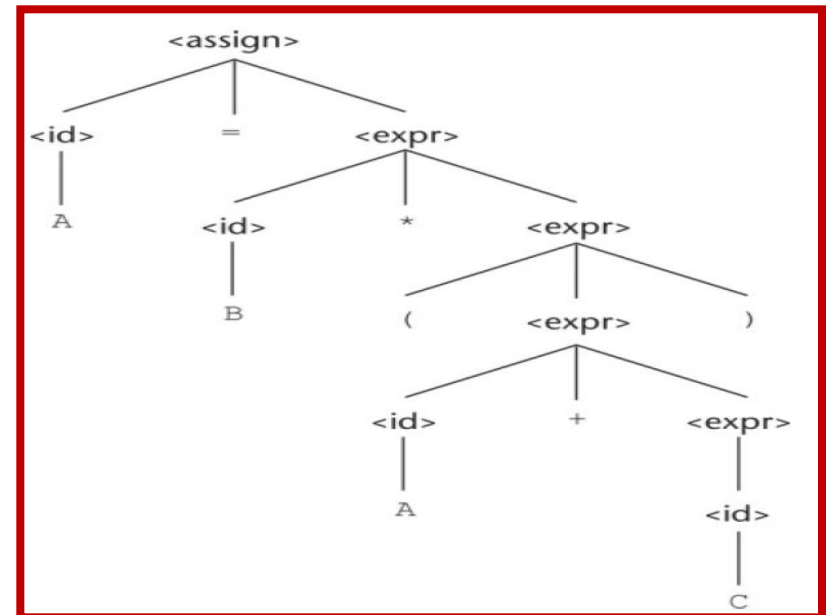 <assign>
<id> = <expr>
A <id> * <expr>
B ( <expr> )
<id> + <expr>
A <id>
C